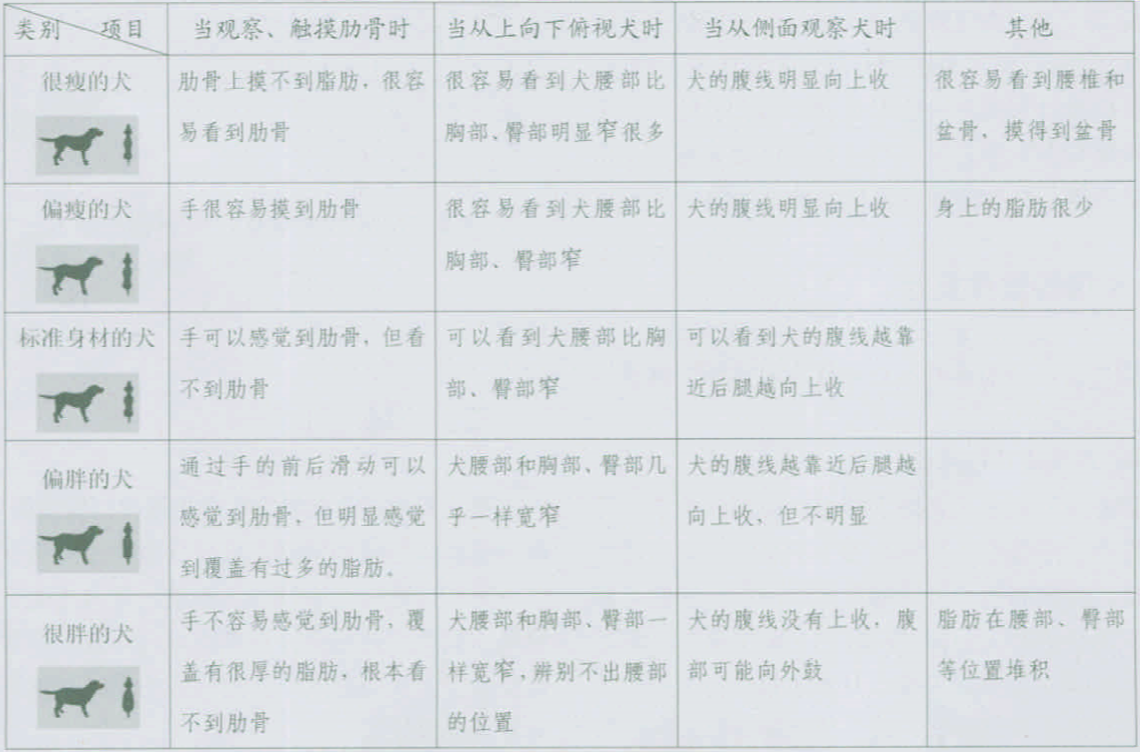 类别 项目 当观察、触摸肋骨时 当从上向下俯视犬时 当从侧面观察犬时 其他
很瘦的犬
肋骨上摸不到脂肪，很容
易看到肋骨
很容易看到犬腰部比
胸部、臀部明显窄很多
犬的腹线明显向上收
很容易看到腰椎和
盆骨、摸得到盆骨
偏瘦的犬
手很容易摸到肋骨
很容易看到犬腰部比
胸部、臀部窄
犬的腹线明显向上收
身上的脂肪很少
标准身材的犬
手可以感觉到肋骨，但看
不到肋骨
可以看到犬腰部比胸
部、臀部窄
可以看到犬的腹线越靠
近后腿越向上收
偏胖的犬
通过手的前后滑动可以
感觉到肋骨，但明显感觉
到覆盖有过多的脂肪。
犬腰部和胸部、臀部几
乎一样宽窄
犬的腹线越靠近后腿越
向上收，但不明显
很胖的犬
手不容易感觉到肋骨，覆
盖有很厚的脂肪，根本看
不到肋骨
犬腰部和胸部、臀部一
样宽窄，辨别不出腰部
的位置
犬的腹线没有上收，腹
部可能向外鼓
脂肪在腰部、臀部
等位置堆积